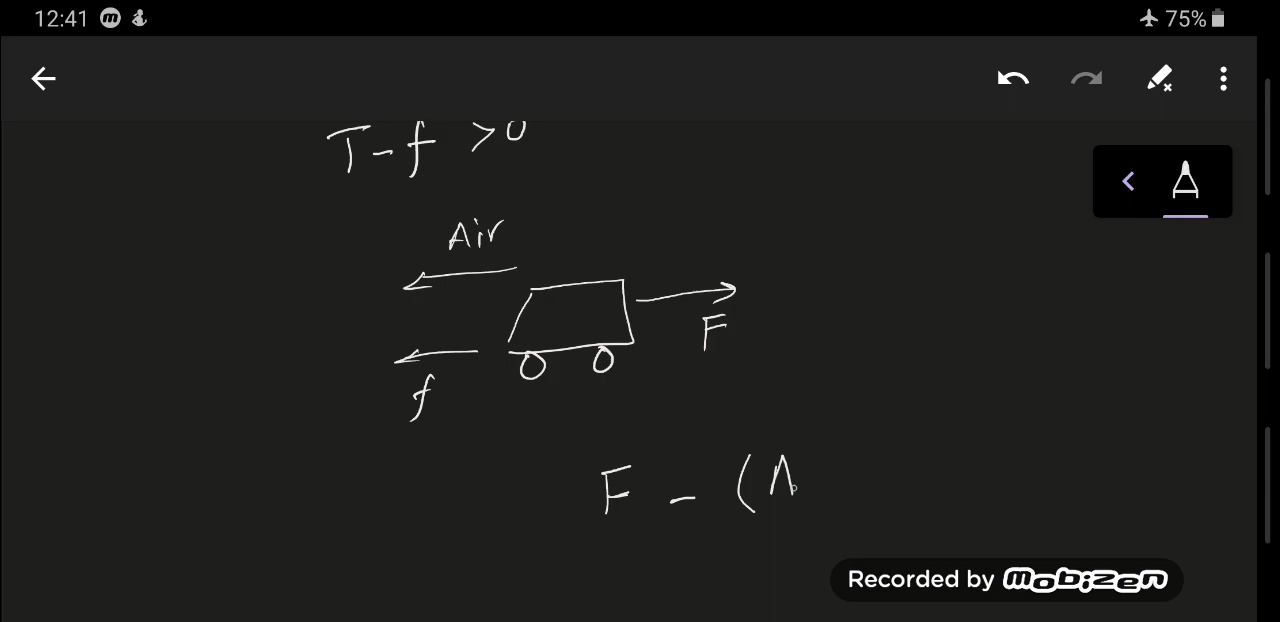 12:41 75%
T-f >0
Air
F
f
F - (A
Recorded by mobizen